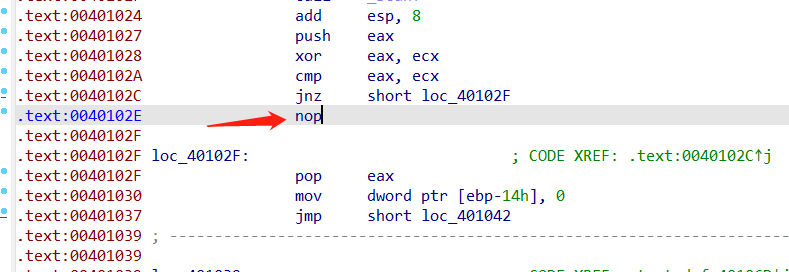 .text:00401024 add esp, 8
.text:00401027 push eax
.text:00401028 xor eax, ecx
.text:0040102A cmp eax, ecx
.text:0040102C jnz short loc_40102F
.text:0040102E nop
.text:0040102F
.text:0040102F loc_40102F: ; CODE XREF: .text:0040102C↑j
.text:0040102F pop eax
.text:00401030 mov dword ptr [ebp-14h], 0
.text:00401037 jmp short loc_401042
.text:00401039 ; ---------------------------------------------------------------------------
.text:00401039